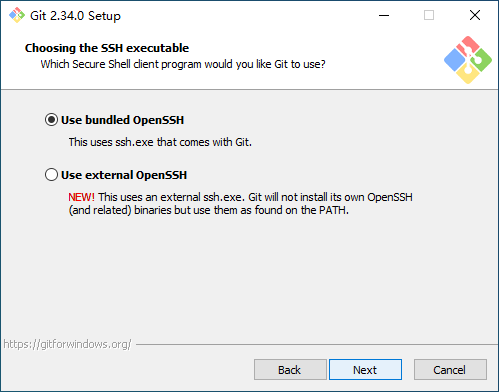 Git 2.34.0 Setup
Choosing the SSH executable
Which Secure Shell client program would you like Git to use?
Use bundled OpenSSH
This uses ssh.exe that comes with Git.
Use external OpenSSH
NEW! This uses an external ssh.exe. Git will not install its own OpenSSH
(and related) binaries but use them as found on the PATH.
https://gitforwindows.org/
Back Next Cancel